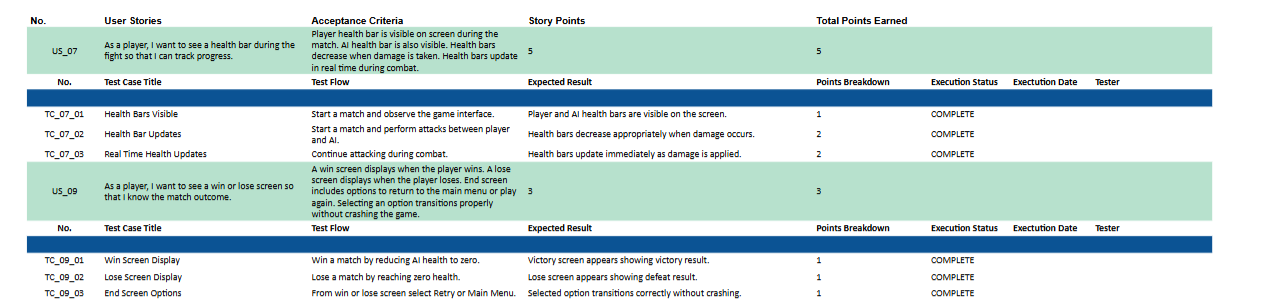 No. User Stories Acceptance Criteria Story Points Total Points Earned
US_07 As a player, I want to see a health bar during the fight so that I can track progress. Player health bar is visible on screen during the match. AI health bar is also visible. Health bars decrease when damage is taken. Health bars update in real time during combat. 5 5
No. Test Case Title Test Flow Expected Result Points Breakdown Execution Status Exectution Date Tester
TC_07_01 Health Bars Visible Start a match and observe the game interface. Player and AI health bars are visible on the screen. 1 COMPLETE
TC_07_02 Health Bar Updates Start a match and perform attacks between player and AI. Health bars decrease appropriately when damage occurs. 2 COMPLETE
TC_07_03 Real Time Health Updates Continue attacking during combat. Health bars update immediately as damage is applied. 2 COMPLETE
US_09 As a player, I want to see a win or lose screen so that I know the match outcome. A win screen displays when the player wins. A lose screen displays when the player loses. End screen includes options to return to the main menu or play again. Selecting an option transitions properly without crashing the game. 3 3
No. Test Case Title Test Flow Expected Result Points Breakdown Execution Status Exectution Date Tester
TC_09_01 Win Screen Display Win a match by reducing AI health to zero. Victory screen appears showing victory result. 1 COMPLETE
TC_09_02 Lose Screen Display Lose a match by reaching zero health. Lose screen appears showing defeat result. 1 COMPLETE
TC_09_03 End Screen Options From win or lose screen select Retry or Main Menu. Selected option transitions correctly without crashing. 1 COMPLETE